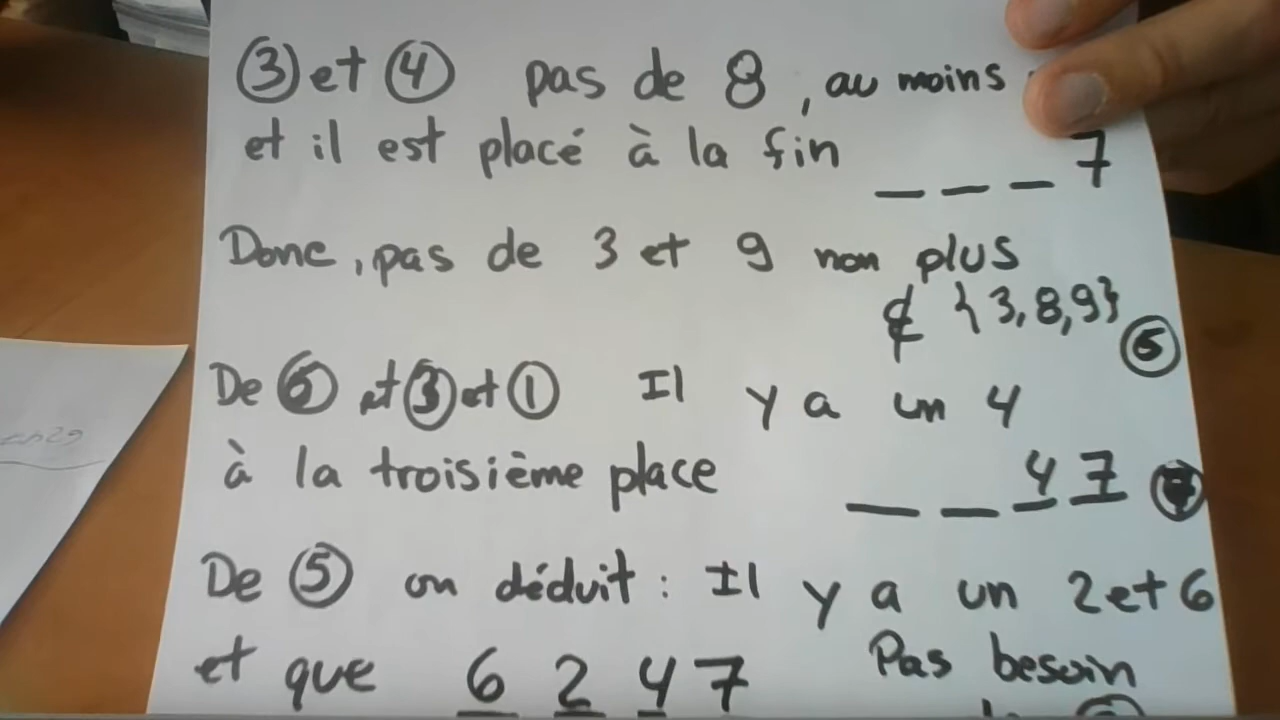 ③ et ④ pas de 8, au moins
et il est placé à la fin _ _ _ 7
Donc, pas de 3 et 9 non plus
∉ {3,8,9} ⑥
De ⑥ et ③ et ① Il y a un 4
à la troisième place _ _ 4 7
De ⑤ on déduit : Il y a un 2 et 6
et que 6 2 4 7 Pas besoin